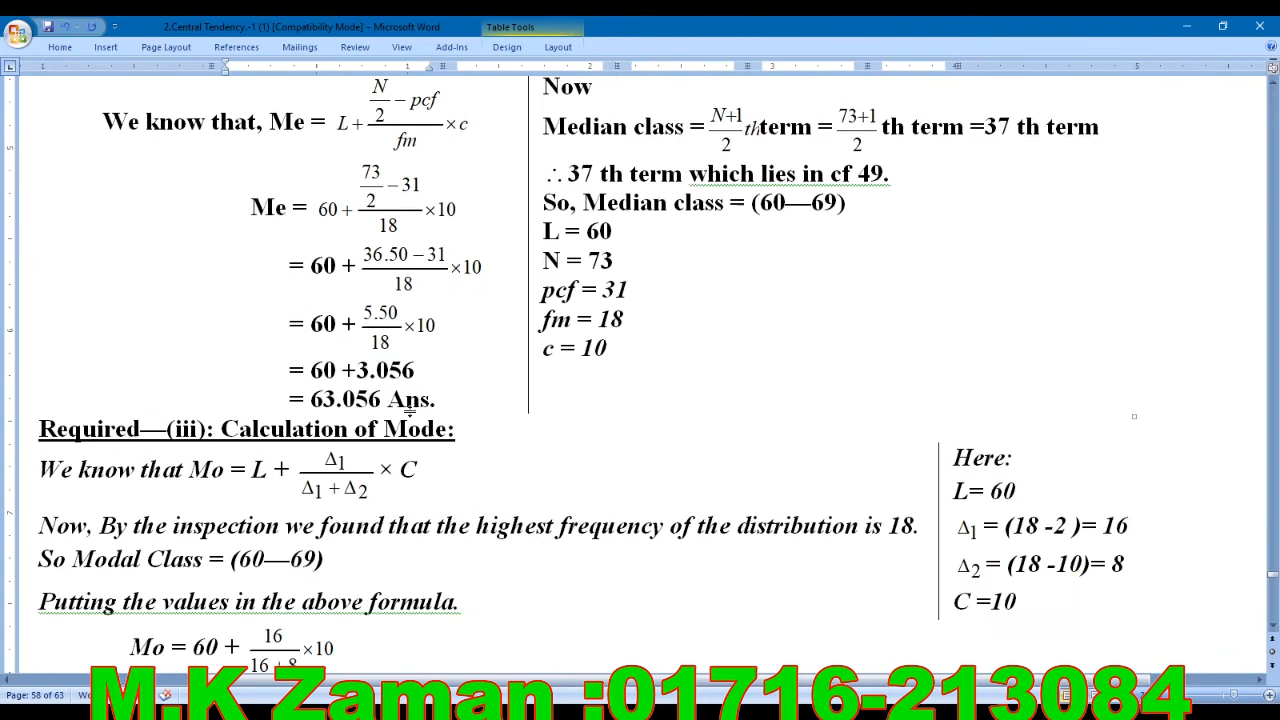 2.Central Tendency.-1 (1) [Compatibility Mode] - Microsoft Word
Table Tools
Home Insert Page Layout References Mailings Review View Add-Ins Design Layout
We know that, Me = L + (N/2 − pcf)/fm × c
Me = 60 + (73/2 − 31)/18 ×10
= 60 + (36.50 − 31)/18 ×10
= 60 + 5.50/18 ×10
= 60 +3.056
= 63.056 Ans.
Now
Median class = (N+1)/2 th term = (73+1)/2 th term =37 th term
∴ 37 th term which lies in cf 49.
So, Median class = (60—69)
L = 60
N = 73
pcf = 31
fm = 18
c = 10
Required—(iii): Calculation of Mode:
We know that Mo = L + Δ1/(Δ1 + Δ2) × C
Now, By the inspection we found that the highest frequency of the distribution is 18.
So Modal Class = (60—69)
Putting the values in the above formula.
Mo = 60 + 16/(16 + 8) ×10
Here:
L= 60
Δ1 = (18 -2 )= 16
Δ2 = (18 -10)= 8
C =10
Page: 58 of 63
M.K Zaman :01716-213084